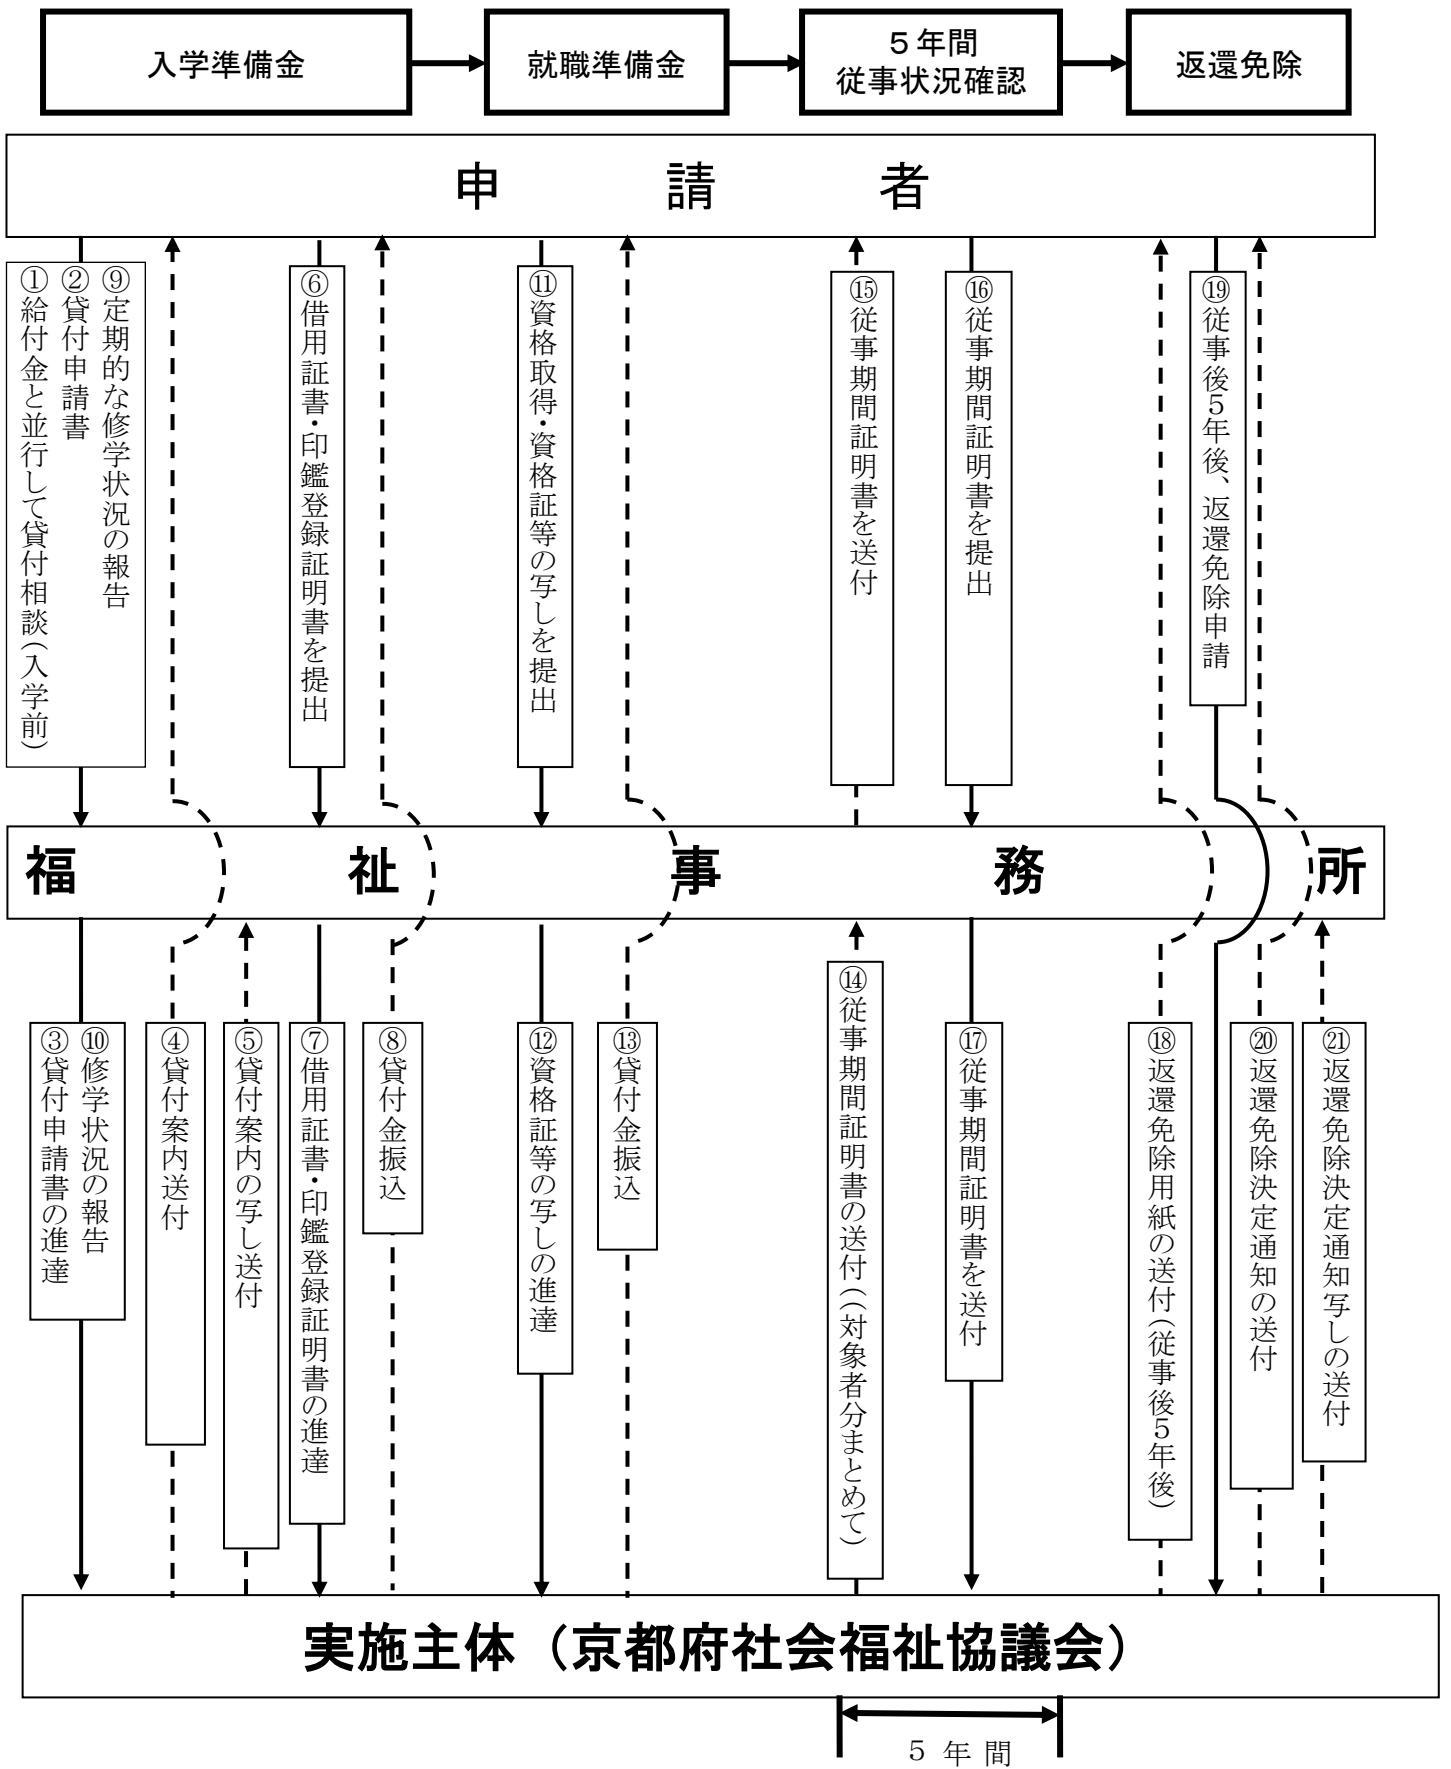 入学準備金
就職準備金
５年間
従事状況確認
返還免除
申請者
⑨定期的な修学状況の報告
②貸付申請書
①給付金と並行して貸付相談（入学前）
⑥借用証書・印鑑登録証明書を提出
⑪資格取得・資格証等の写しを提出
⑮従事期間証明書を送付
⑯従事期間証明書を提出
⑲従事後５年後、返還免除申請
福祉事務所
⑩修学状況の報告
③貸付申請書の進達
④貸付案内送付
⑤貸付案内の写し送付
⑦借用証書・印鑑登録証明書の進達
⑧貸付金振込
⑫資格証等の写しの進達
⑬貸付金振込
⑭従事期間証明書の送付（（対象者分まとめて）
⑰従事期間証明書を送付
⑱返還免除用紙の送付（従事後５年後）
⑳返還免除決定通知の送付
㉑返還免除決定通知写しの送付
実施主体（京都府社会福祉協議会）
５年間